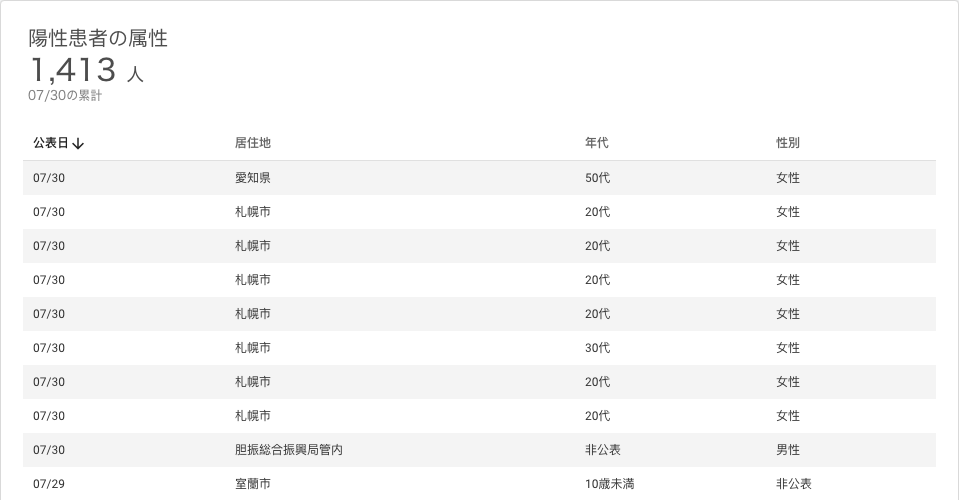 陽性患者の属性
1,413 人
07/30の累計
公表日↓ 居住地 年代 性別
07/30 愛知県 50代 女性
07/30 札幌市 20代 女性
07/30 札幌市 20代 女性
07/30 札幌市 20代 女性
07/30 札幌市 20代 女性
07/30 札幌市 30代 女性
07/30 札幌市 20代 女性
07/30 札幌市 20代 女性
07/30 胆振総合振興局管内 非公表 男性
07/29 室蘭市 10歳未満 非公表